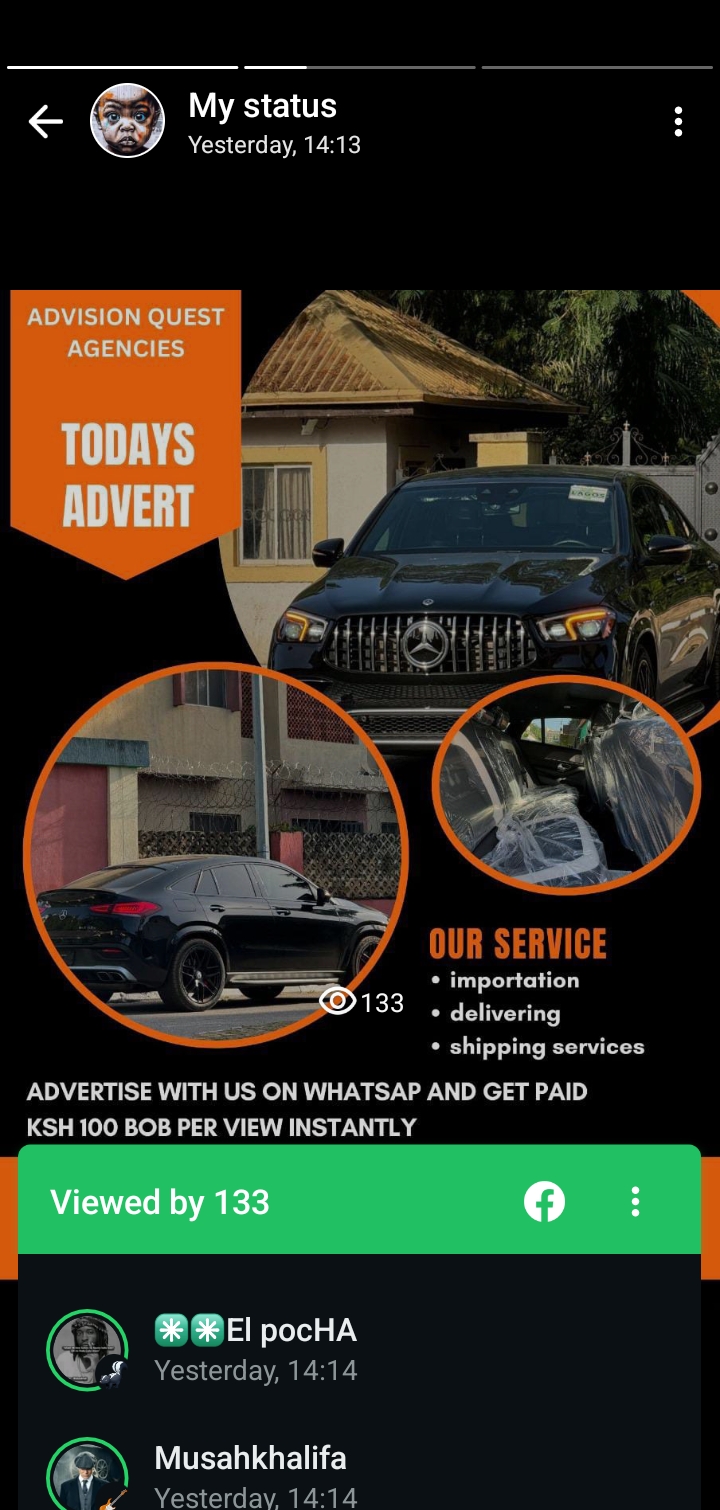 My status
Yesterday, 14:13
ADVISION QUEST
AGENCIES
TODAYS
ADVERT
LAGOS
OUR SERVICE
• importation
• delivering
• shipping services
133
ADVERTISE WITH US ON WHATSAP AND GET PAID
KSH 100 BOB PER VIEW INSTANTLY
Viewed by 133
✳️✳️El pocHA
Yesterday, 14:14
Musahkhalifa
Yesterday, 14:14